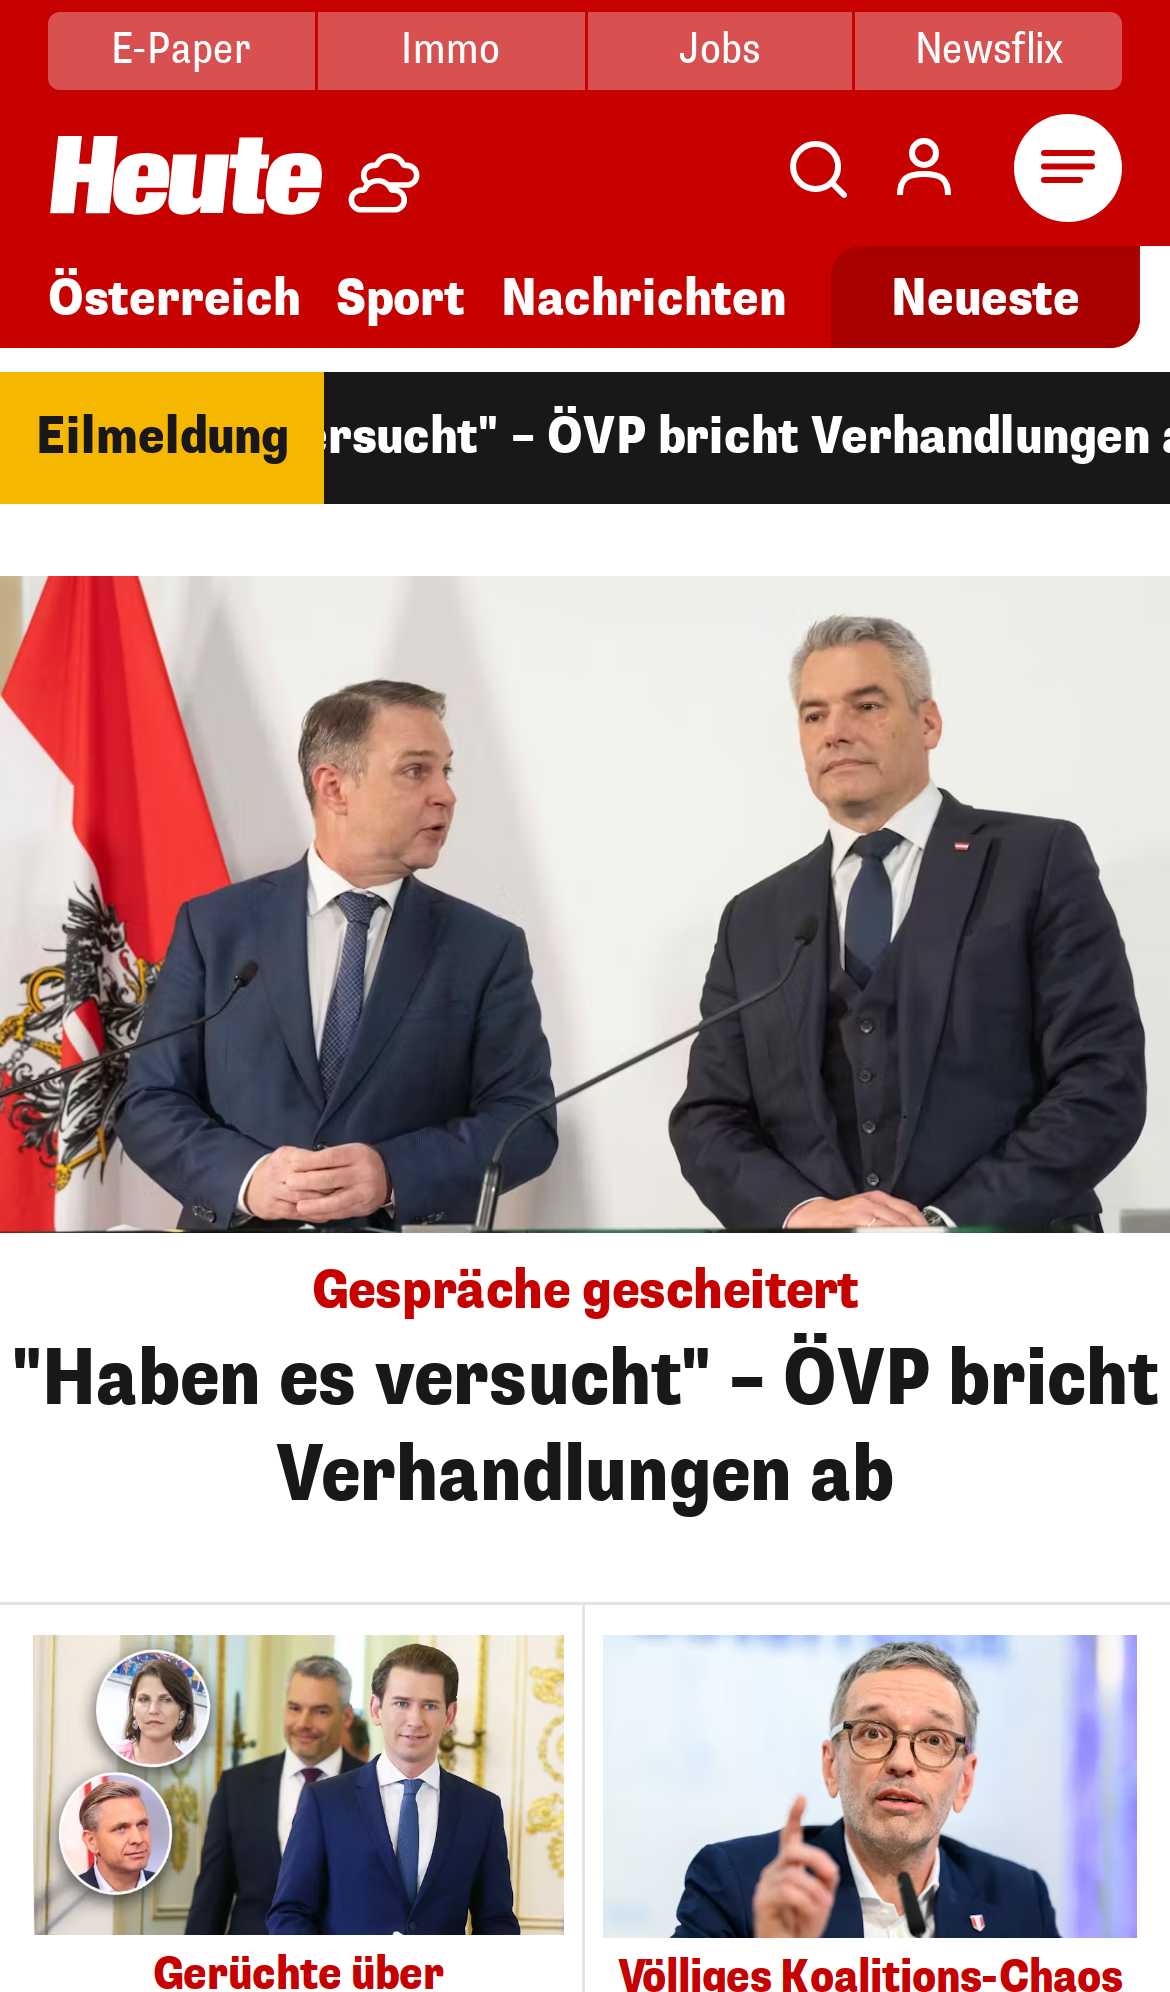 E-Paper Immo Jobs Newsflix
Heute
Österreich Sport Nachrichten Neueste
Eilmeldung ersucht" – ÖVP bricht Verhandlungen a
Gespräche gescheitert
"Haben es versucht" – ÖVP bricht
Verhandlungen ab
Gerüchte über
Völliges Koalitions-Chaos